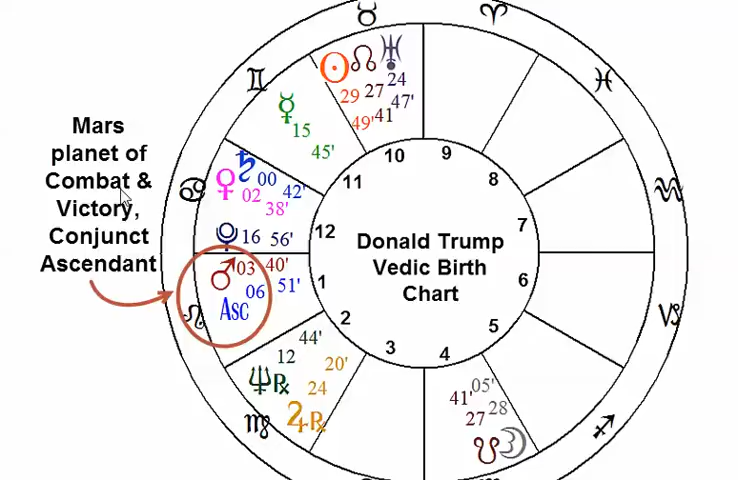 Mars
planet of
Combat &
Victory,
Conjunct
Ascendant
Donald Trump
Vedic Birth
Chart
29 49'
27 41'
24 47'
15 45'
00 42'
02 38'
16 56'
03 40'
06 51'
Asc
12 44'
24 20'
27 41'
28 05'
1
2
3
4
5
6
7
8
9
10
11
12